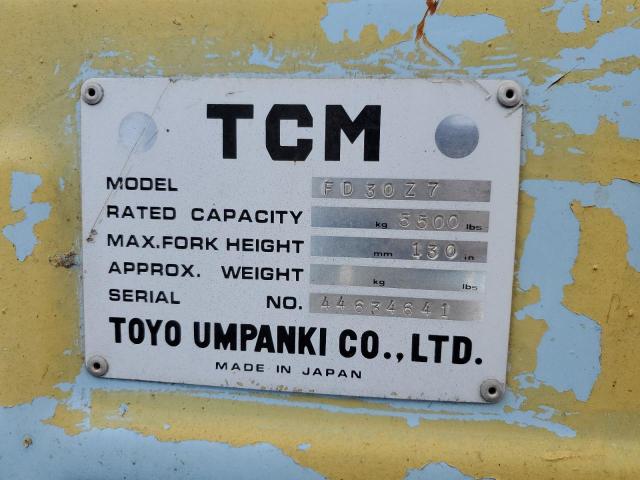 TCM
MODEL FD30Z7
RATED CAPACITY kg 5500 lbs
MAX.FORK HEIGHT mm 130 in
APPROX. WEIGHT kg lbs
SERIAL NO. 44634641
TOYO UMPANKI CO.,LTD.
MADE IN JAPAN